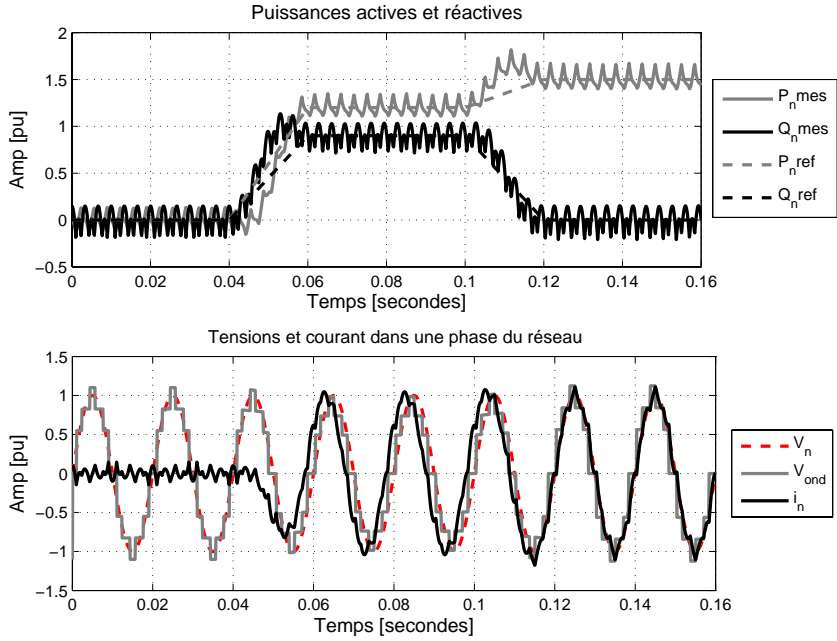 Puissances actives et réactives
2
1.5
1
0.5
0
−0.5
Amp [pu]
0 0.02 0.04 0.06 0.08 0.1 0.12 0.14 0.16
Temps [secondes]
P_n mes
Q_n mes
P_n ref
Q_n ref
Tensions et courant dans une phase du réseau
1.5
1
0.5
0
−0.5
−1
−1.5
Amp [pu]
0 0.02 0.04 0.06 0.08 0.1 0.12 0.14 0.16
Temps [secondes]
V_n
V_ond
i_n